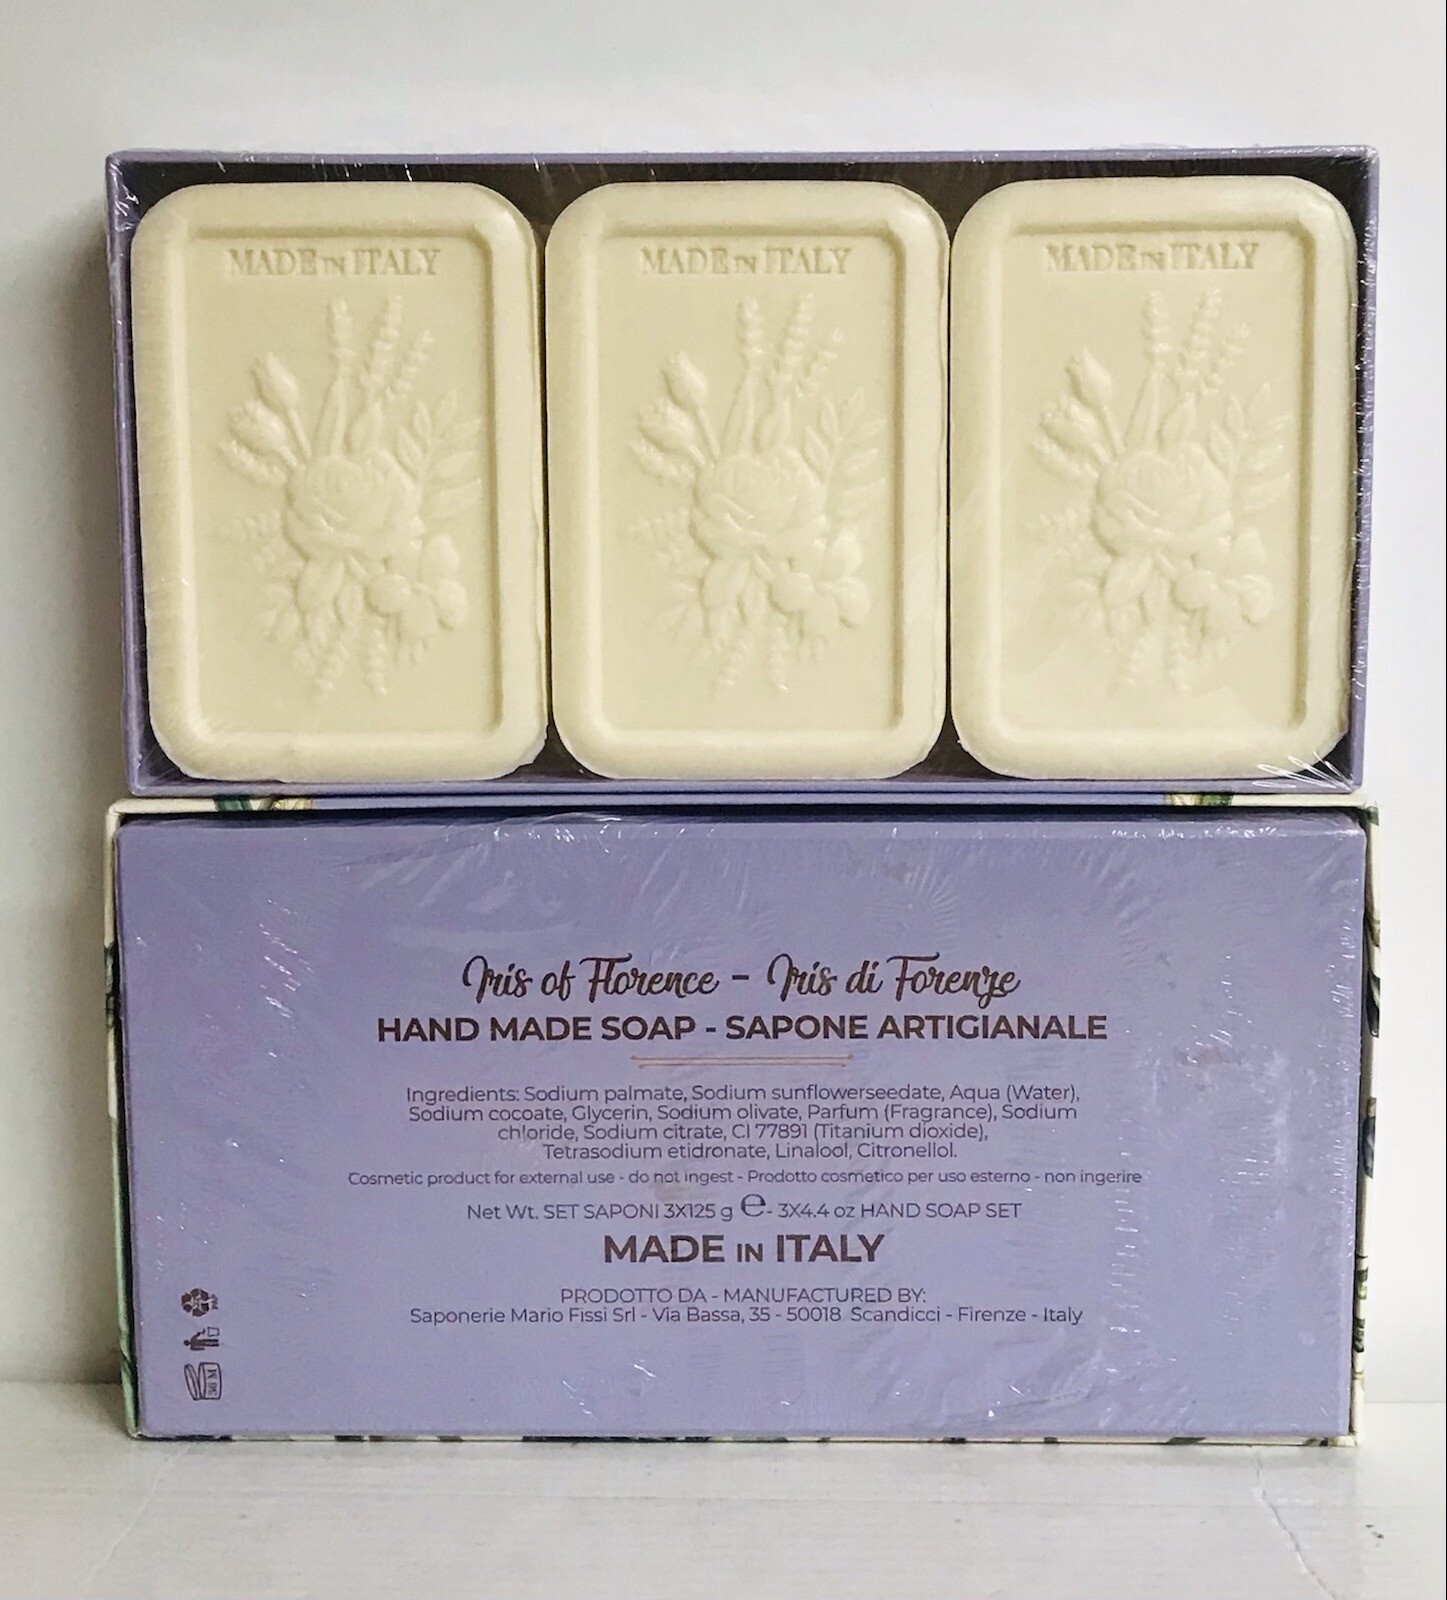 MADE IN ITALY
MADE IN ITALY
MADE IN ITALY
Iris of Florence - Iris di Forenze
HAND MADE SOAP - SAPONE ARTIGIANALE
Ingredients: Sodium palmate, Sodium sunflowerseedate, Aqua (Water),
Sodium cocoate, Glycerin, Sodium olivate, Parfum (Fragrance), Sodium
chloride, Sodium citrate, CI 77891 (Titanium dioxide),
Tetrasodium etidronate, Linalool, Citronellol.
Cosmetic product for external use - do not ingest - Prodotto cosmetico per uso esterno - non ingerire
Net Wt. SET SAPONI 3X125 g ℮- 3X4.4 oz HAND SOAP SET
MADE IN ITALY
PRODOTTO DA - MANUFACTURED BY:
Saponerie Mario Fissi Srl - Via Bassa, 35 - 50018 Scandicci - Firenze - Italy